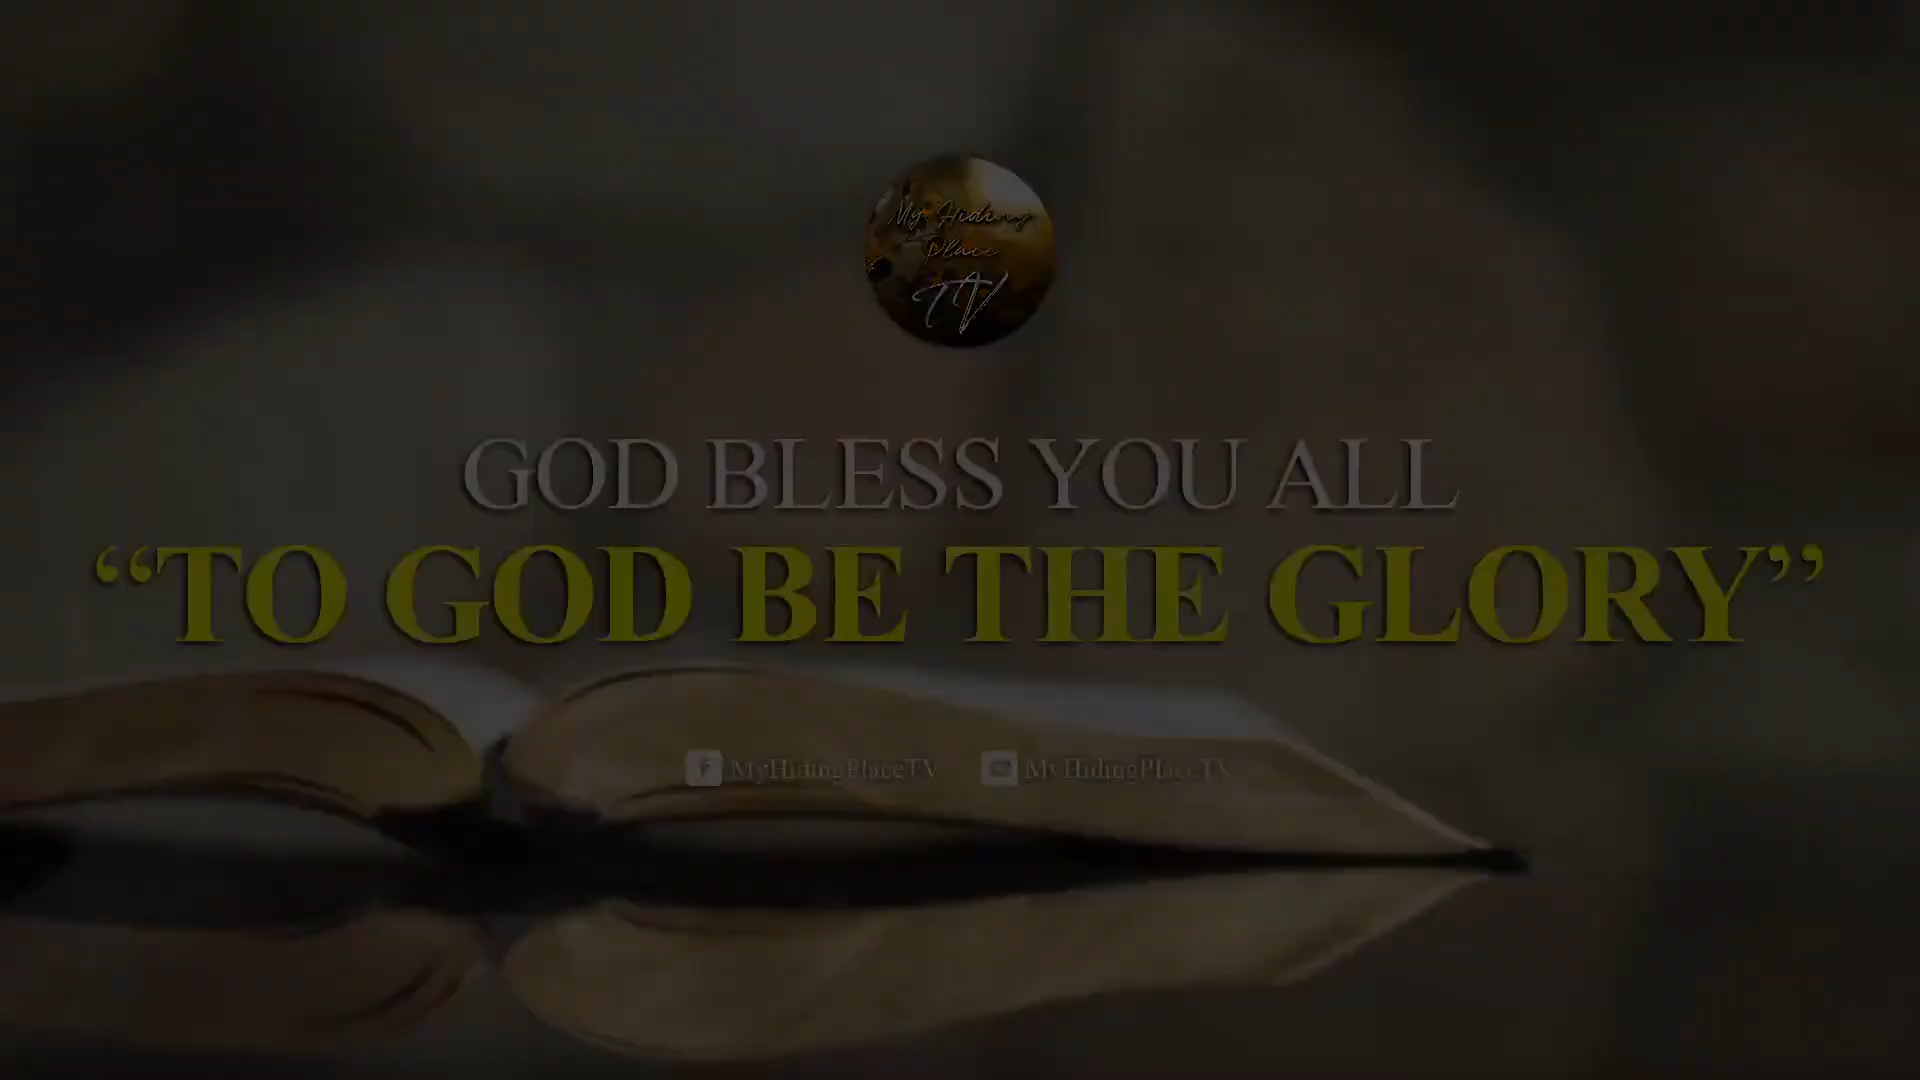 My Hiding
Place
TV
GOD BLESS YOU ALL
“TO GOD BE THE GLORY”
MyHidingPlaceTV MyHidingPlaceTV